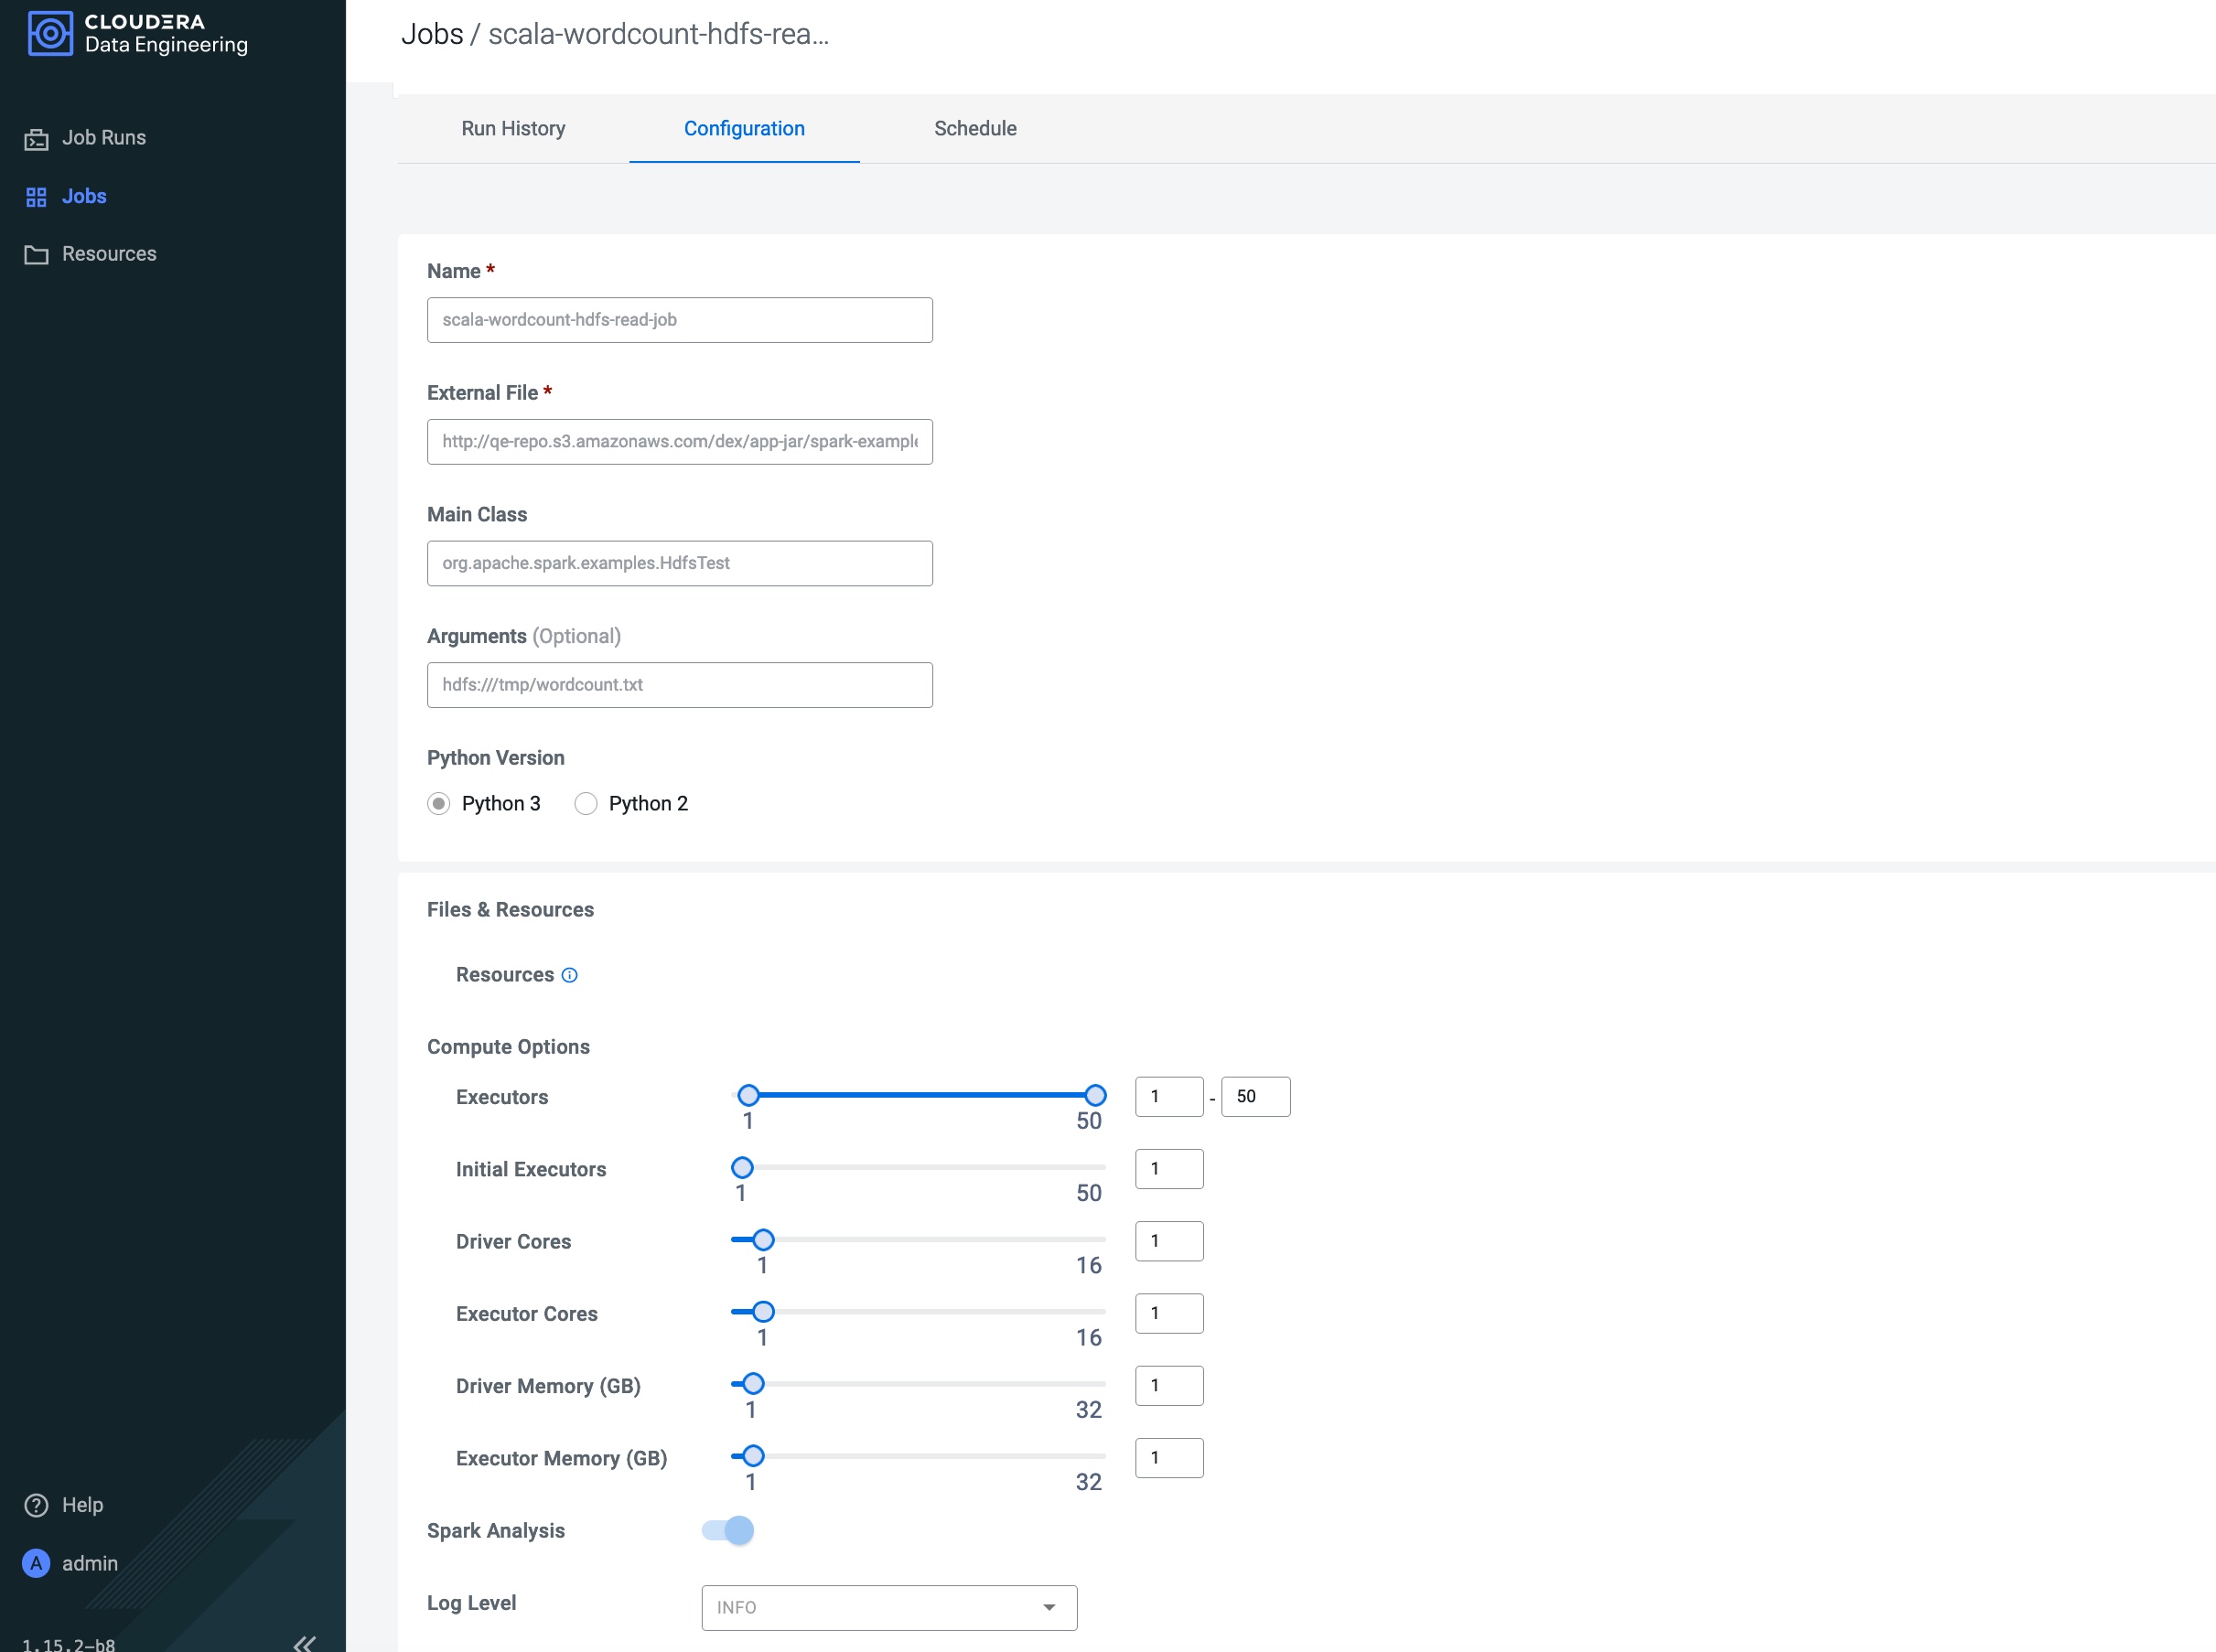 CLOUDERA
Data Engineering
Job Runs
Jobs
Resources
Help
A admin
1.15.2-b8
Jobs / scala-wordcount-hdfs-rea...
Run History Configuration Schedule
Name *
scala-wordcount-hdfs-read-job
External File *
http://qe-repo.s3.amazonaws.com/dex/app-jar/spark-example
Main Class
org.apache.spark.examples.HdfsTest
Arguments (Optional)
hdfs:///tmp/wordcount.txt
Python Version
Python 3 Python 2
Files & Resources
Resources
Compute Options
Executors 1 50 1 - 50
Initial Executors 1 50 1
Driver Cores 1 16 1
Executor Cores 1 16 1
Driver Memory (GB) 1 32 1
Executor Memory (GB) 1 32 1
Spark Analysis
Log Level INFO